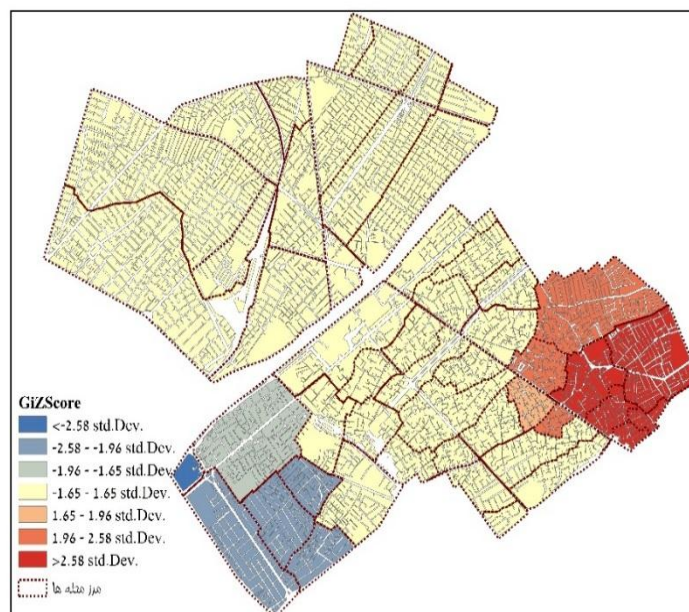 GiZScore
<-2.58 std.Dev.
-2.58 - -1.96 std.Dev.
-1.96 - -1.65 std.Dev.
-1.65 - 1.65 std.Dev.
1.65 - 1.96 std.Dev.
1.96 - 2.58 std.Dev.
>2.58 std.Dev.
مرز محله ها